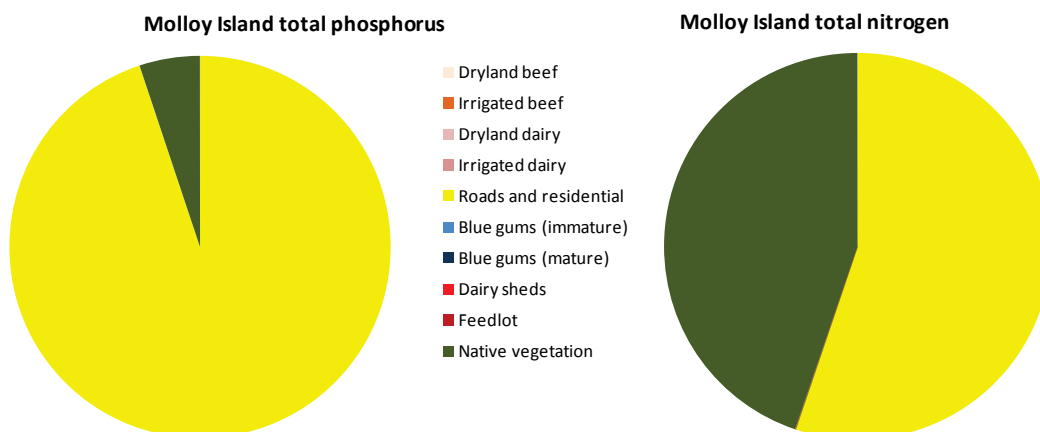 Molloy Island total phosphorus
Molloy Island total nitrogen
Dryland beef
Irrigated beef
Dryland dairy
Irrigated dairy
Roads and residential
Blue gums (immature)
Blue gums (mature)
Dairy sheds
Feedlot
Native vegetation